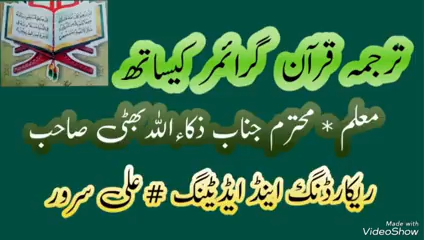 ترجمہ قرآن گرائمر کیساتھ
معلم * محترم جناب ذکاءاللہ بھٹی صاحب
ریکارڈنگ اینڈ ایڈیٹنگ # علی سرور
Made with
VideoShow